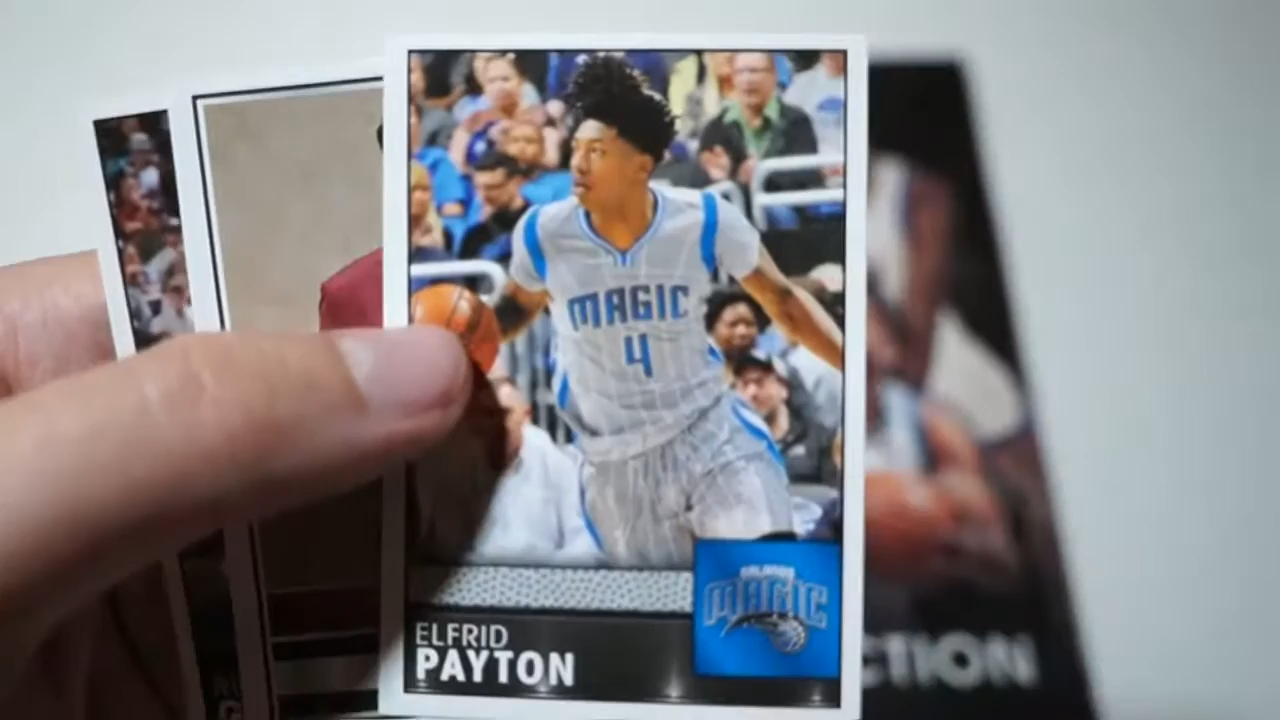 MAGIC
4
ORLANDO
MAGIC
ELFRID
PAYTON
CTION